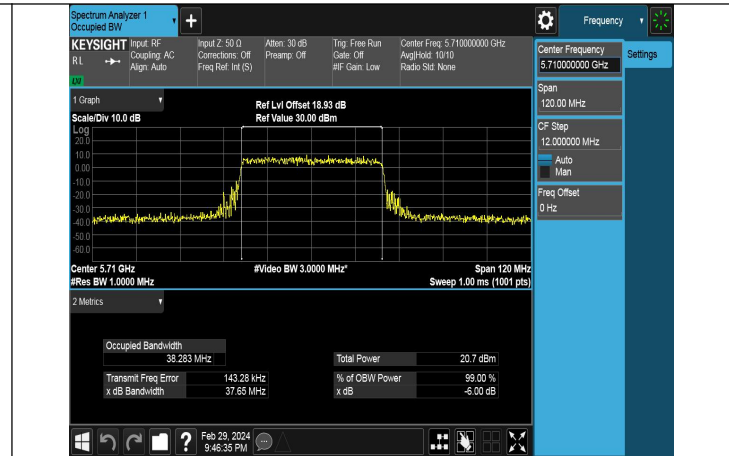 Spectrum Analyzer 1
Occupied BW
Frequency
KEYSIGHT
R L
LW
Input: RF
Coupling: AC
Align: Auto
Input Z: 50 Ω
Corrections: Off
Freq Ref: Int (S)
Atten: 30 dB
Preamp: Off
Trig: Free Run
Gate: Off
#IF Gain: Low
Center Freq: 5.710000000 GHz
Avg|Hold: 10/10
Radio Std: None
Center Frequency
5.710000000 GHz
Settings
Span
120.00 MHz
CF Step
12.000000 MHz
Auto
Man
Freq Offset
0 Hz
1 Graph
Scale/Div 10.0 dB
Ref Lvl Offset 18.93 dB
Ref Value 30.00 dBm
Log
20.0
10.0
0.00
-10.0
-20.0
-30.0
-40.0
-50.0
-60.0
Center 5.71 GHz
#Res BW 1.0000 MHz
#Video BW 3.0000 MHz*
Span 120 MHz
Sweep 1.00 ms (1001 pts)
2 Metrics
Occupied Bandwidth
38.283 MHz
Transmit Freq Error 143.28 kHz
x dB Bandwidth 37.65 MHz
Total Power 20.7 dBm
% of OBW Power 99.00 %
x dB -6.00 dB
?
Feb 29, 2024
9:46:35 PM